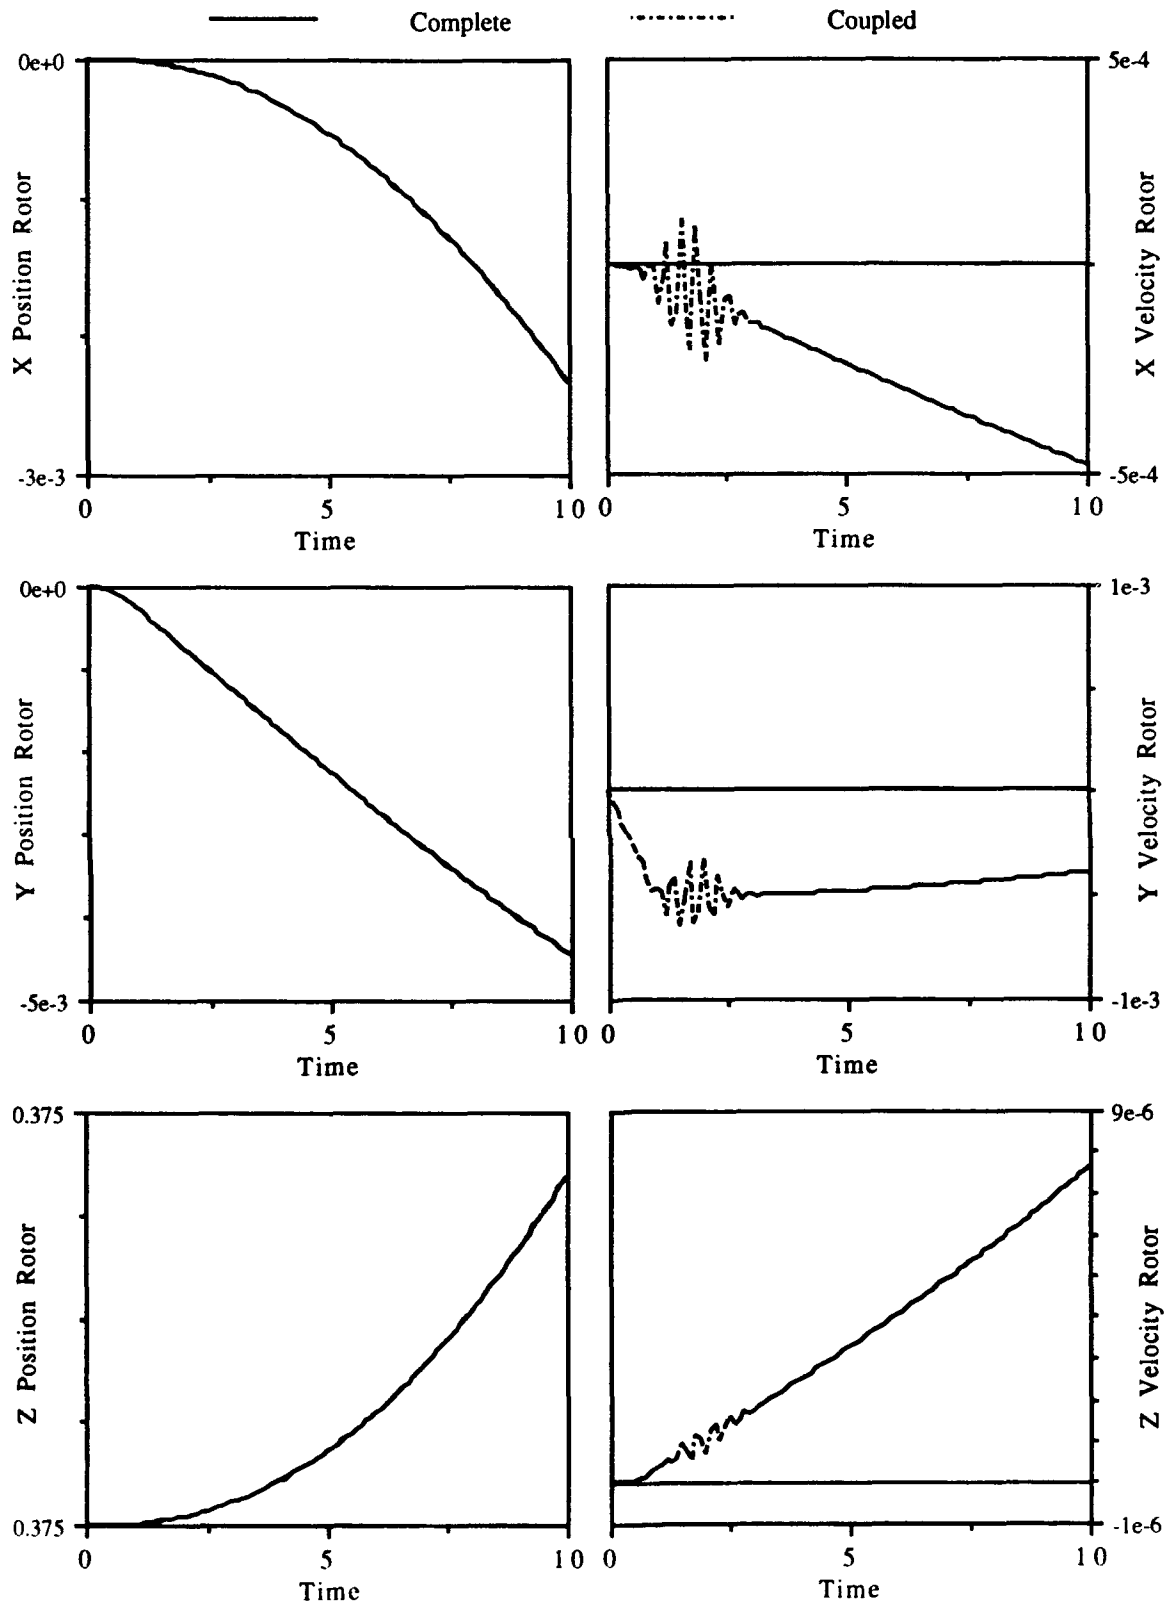 Complete Coupled
0e+0
X Position Rotor
-3e-3
0 5 10
Time
5e-4
X Velocity Rotor
-5e-4
0 5 10
Time
0e+0
Y Position Rotor
-5e-3
0 5 10
Time
1e-3
Y Velocity Rotor
-1e-3
0 5 10
Time
0.375
Z Position Rotor
0.375
0 5 10
Time
9e-6
Z Velocity Rotor
-1e-6
0 5 10
Time